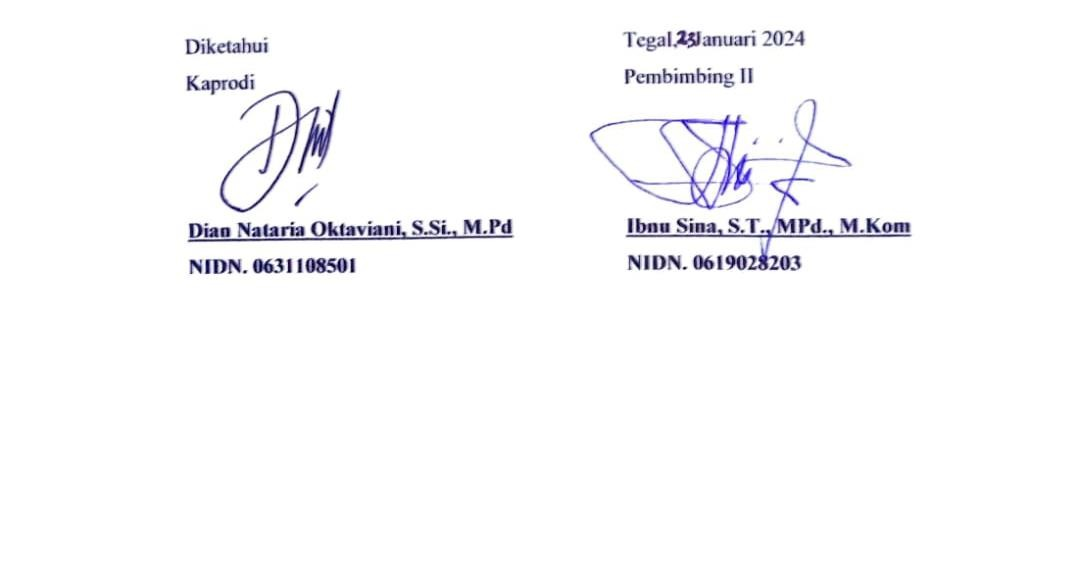 Diketahui
Kaprodi
Dian Nataria Oktaviani, S.Si., M.Pd
NIDN. 0631108501
Tegal, 23 Januari 2024
Pembimbing II
Ibnu Sina, S.T., MPd., M.Kom
NIDN. 0619028203